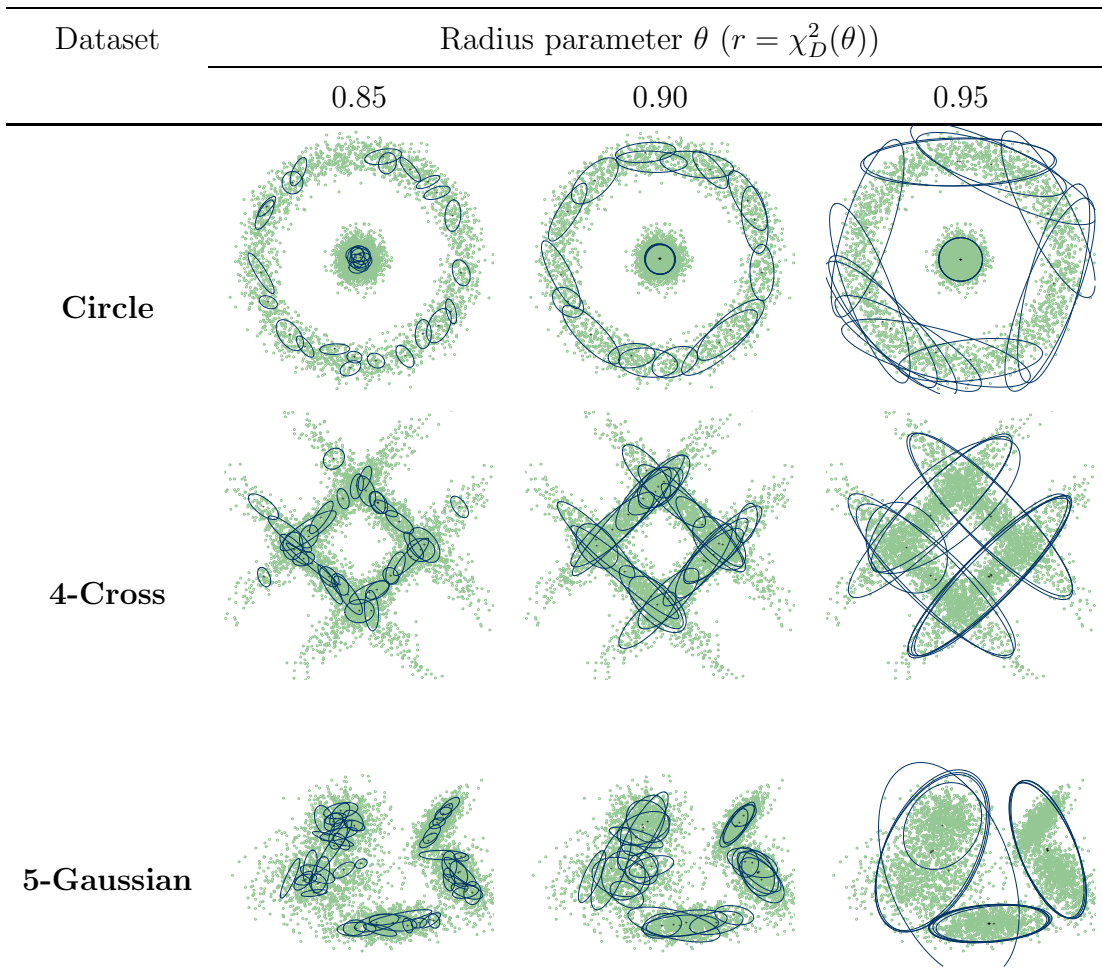 Dataset Radius parameter θ (r = χ²_D(θ))
0.85 0.90 0.95
Circle
4-Cross
5-Gaussian